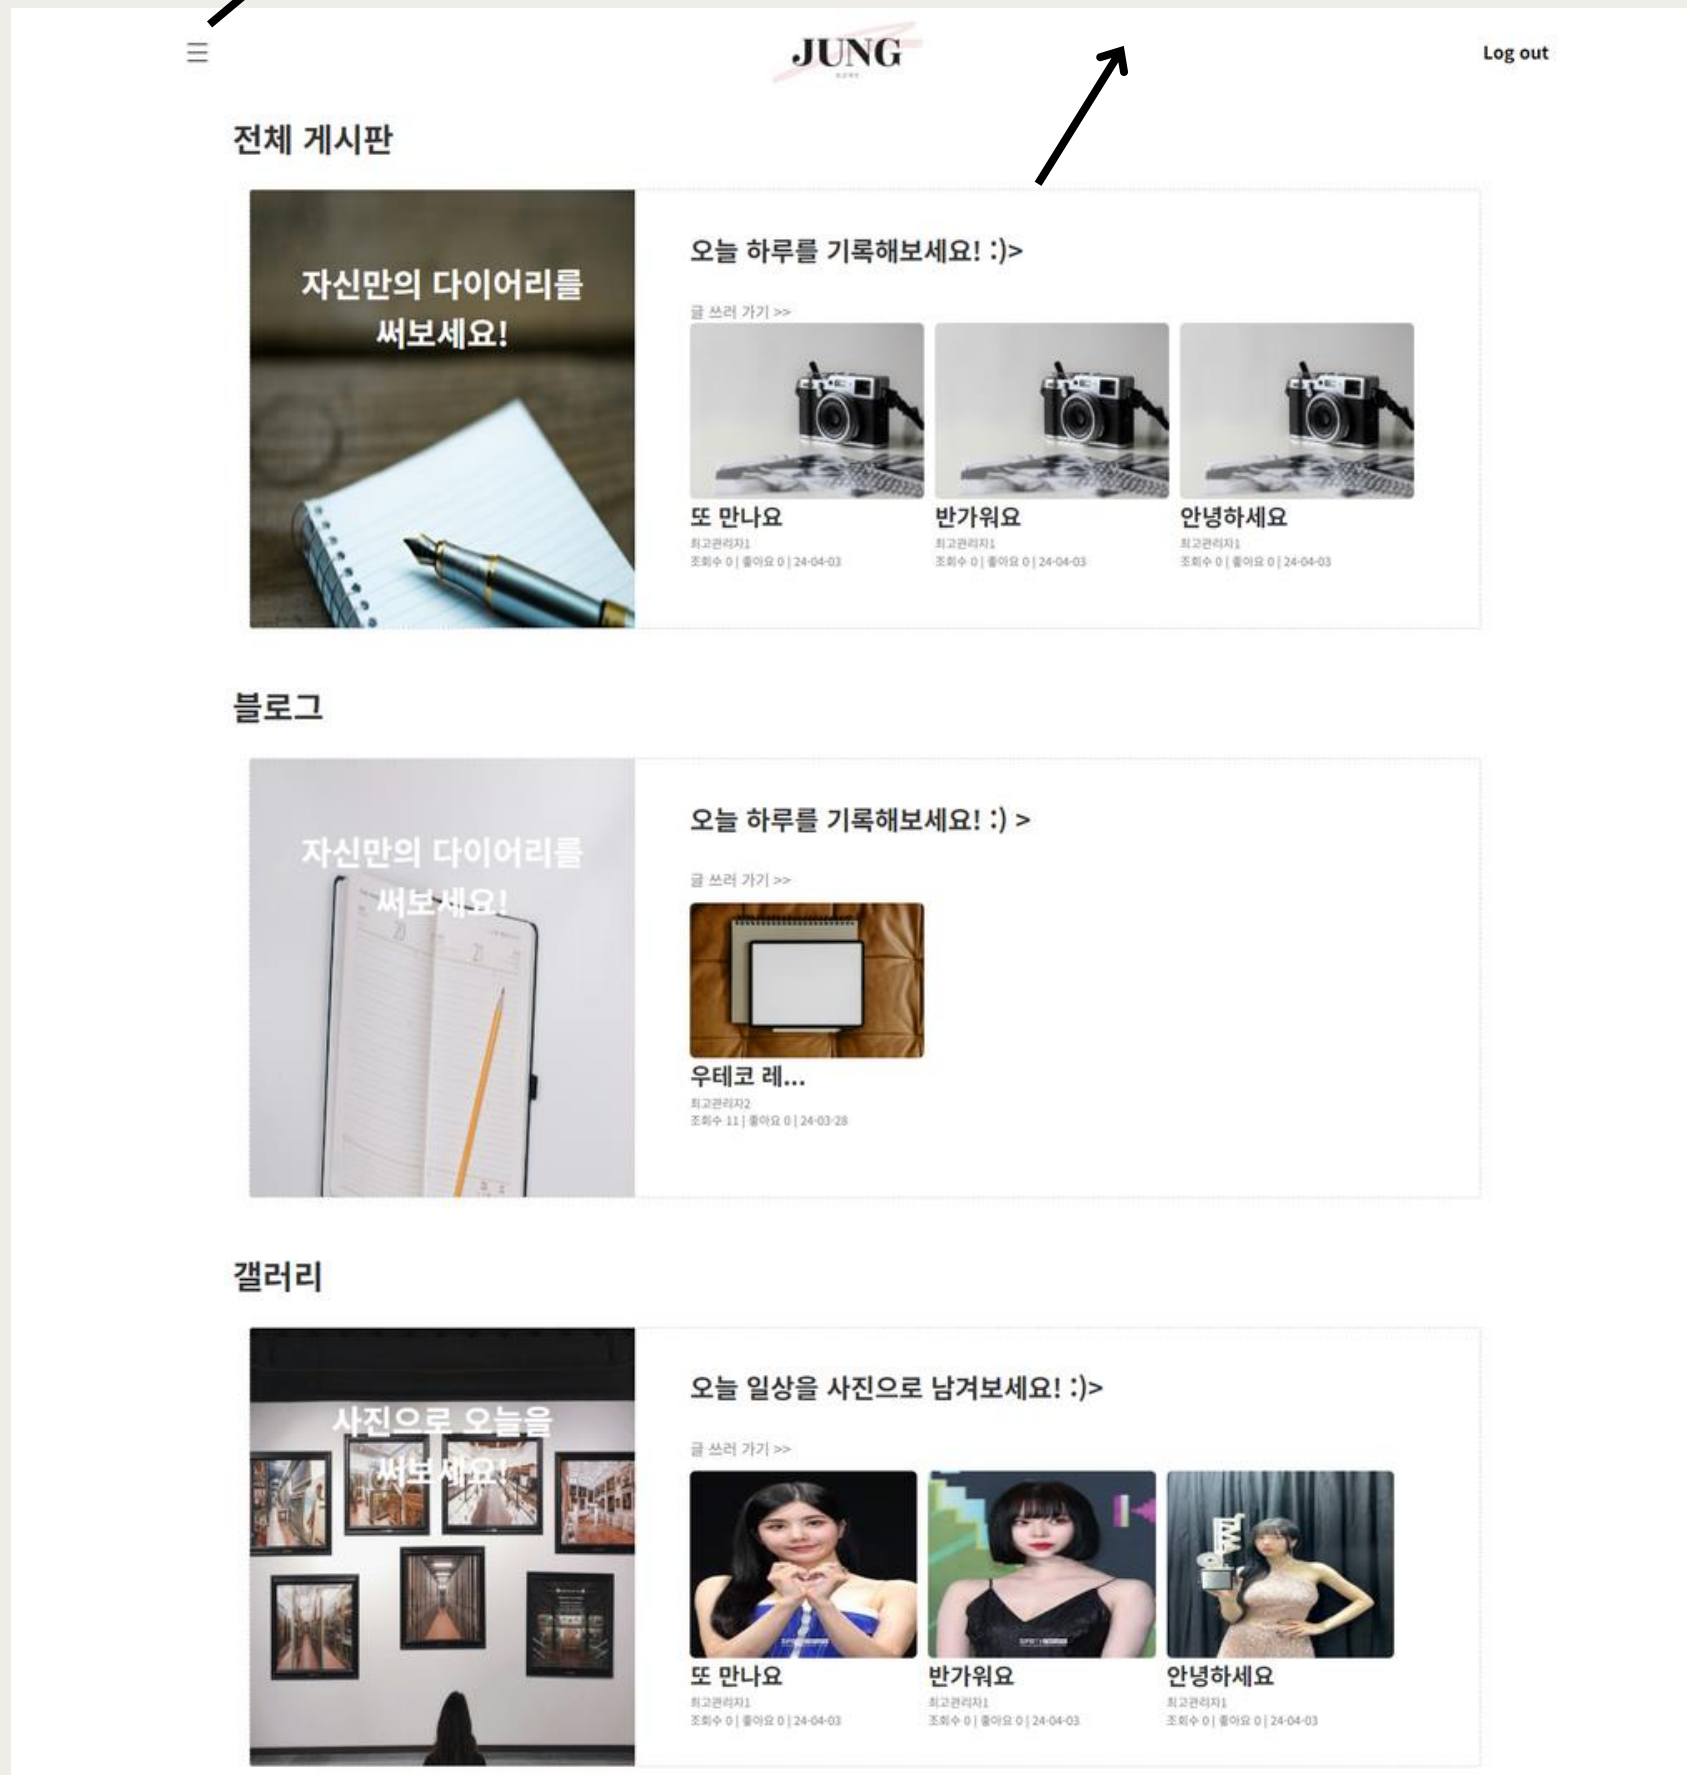 JUNG
Log out
전체 게시판
자신만의 다이어리를
써보세요!
오늘 하루를 기록해보세요! :)>
글 쓰러 가기 >>
또 만나요
최고관리자1
조회수 0 | 좋아요 0 | 24-04-03
반가워요
최고관리자1
조회수 0 | 좋아요 0 | 24-04-03
안녕하세요
최고관리자1
조회수 0 | 좋아요 0 | 24-04-03
블로그
자신만의 다이어리를
써보세요!
20
21
오늘 하루를 기록해보세요! :) >
글 쓰러 가기 >>
우테코 레...
최고관리자2
조회수 11 | 좋아요 0 | 24-03-28
갤러리
사진으로 오늘을
써보세요!
오늘 일상을 사진으로 남겨보세요! :)>
글 쓰러 가기 >>
또 만나요
최고관리자1
조회수 0 | 좋아요 0 | 24-04-03
반가워요
최고관리자1
조회수 0 | 좋아요 0 | 24-04-03
안녕하세요
최고관리자1
조회수 0 | 좋아요 0 | 24-04-03